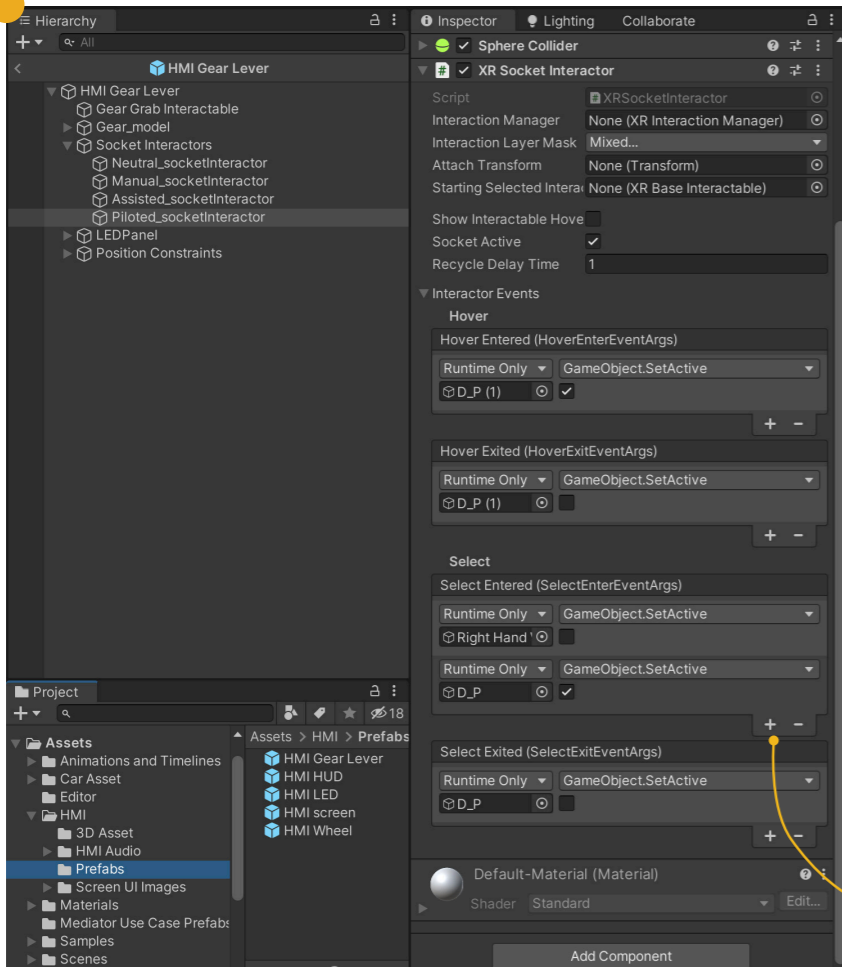 Hierarchy
All
HMI Gear Lever
HMI Gear Lever
Gear Grab Interactable
Gear_model
Socket Interactors
Neutral_socketInteractor
Manual_socketInteractor
Assisted_socketInteractor
Piloted_socketInteractor
LEDPanel
Position Constraints
Project
18
Assets
Animations and Timelines
Car Asset
Editor
HMI
3D Asset
HMI Audio
Prefabs
Screen UI Images
Materials
Mediator Use Case Prefabs
Samples
Scenes
Assets > HMI > Prefabs
HMI Gear Lever
HMI HUD
HMI LED
HMI screen
HMI Wheel
Inspector Lighting Collaborate
Sphere Collider
# XR Socket Interactor
Script XRSocketInteractor
Interaction Manager None (XR Interaction Manager)
Interaction Layer Mask Mixed...
Attach Transform None (Transform)
Starting Selected Intera None (XR Base Interactable)
Show Interactable Hove
Socket Active
Recycle Delay Time 1
Interactor Events
Hover
Hover Entered (HoverEnterEventArgs)
Runtime Only GameObject.SetActive
D_P (1)
+ −
Hover Exited (HoverExitEventArgs)
Runtime Only GameObject.SetActive
D_P (1)
+ −
Select
Select Entered (SelectEnterEventArgs)
Runtime Only GameObject.SetActive
Right Hand
Runtime Only GameObject.SetActive
D_P
+ −
Select Exited (SelectExitEventArgs)
Runtime Only GameObject.SetActive
D_P
+ −
Default-Material (Material)
Shader Standard Edit...
Add Component